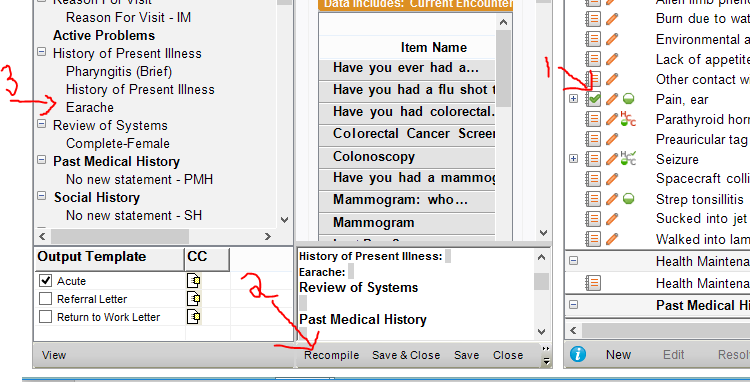 Reason For Visit
Reason For Visit - IM
Active Problems
History of Present Illness
Pharyngitis (Brief)
History of Present Illness
Earache
Review of Systems
Complete-Female
Past Medical History
No new statement - PMH
Social History
No new statement - SH
3
Output Template CC
Acute
Referral Letter
Return to Work Letter
View
Data Includes: Current Encounter
Item Name
Have you ever had a...
Have you had a flu shot
Have you had colorectal.
Colorectal Cancer Screen
Colonoscopy
Have you had a mammog
Mammogram: who...
Mammogram
History of Present Illness:
Earache:
Review of Systems
Past Medical History
2
Recompile Save & Close Save Close
1
Allen limb phen
Burn due to wat
Environmental a
Lack of appetite
Other contact w
Pain, ear
Parathyroid horr
Preauricular tag
Seizure
Spacecraft colli
Strep tonsillitis
Sucked into jet
Walked into lam
Health Maintena
Health Maintena
Past Medical Hi
New Edit Resol